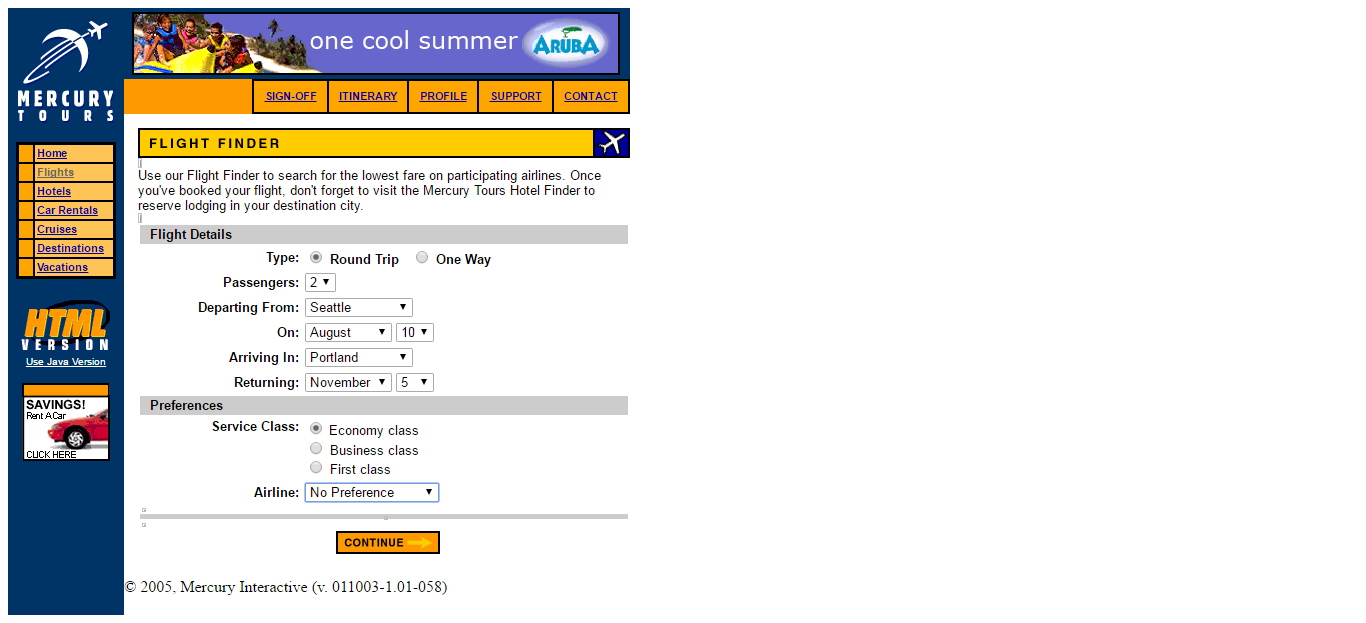 one cool summer ARUBA
MERCURY
TOURS
SIGN-OFF ITINERARY PROFILE SUPPORT CONTACT
Home
Flights
Hotels
Car Rentals
Cruises
Destinations
Vacations
HTML
VERSION
Use Java Version
SAVINGS!
Rent A Car
CLICK HERE
FLIGHT FINDER
Use our Flight Finder to search for the lowest fare on participating airlines. Once
you've booked your flight, don't forget to visit the Mercury Tours Hotel Finder to
reserve lodging in your destination city.
Flight Details
Type: Round Trip One Way
Passengers: 2
Departing From: Seattle
On: August 10
Arriving In: Portland
Returning: November 5
Preferences
Service Class: Economy class
Business class
First class
Airline: No Preference
CONTINUE
© 2005, Mercury Interactive (v. 011003-1.01-058)